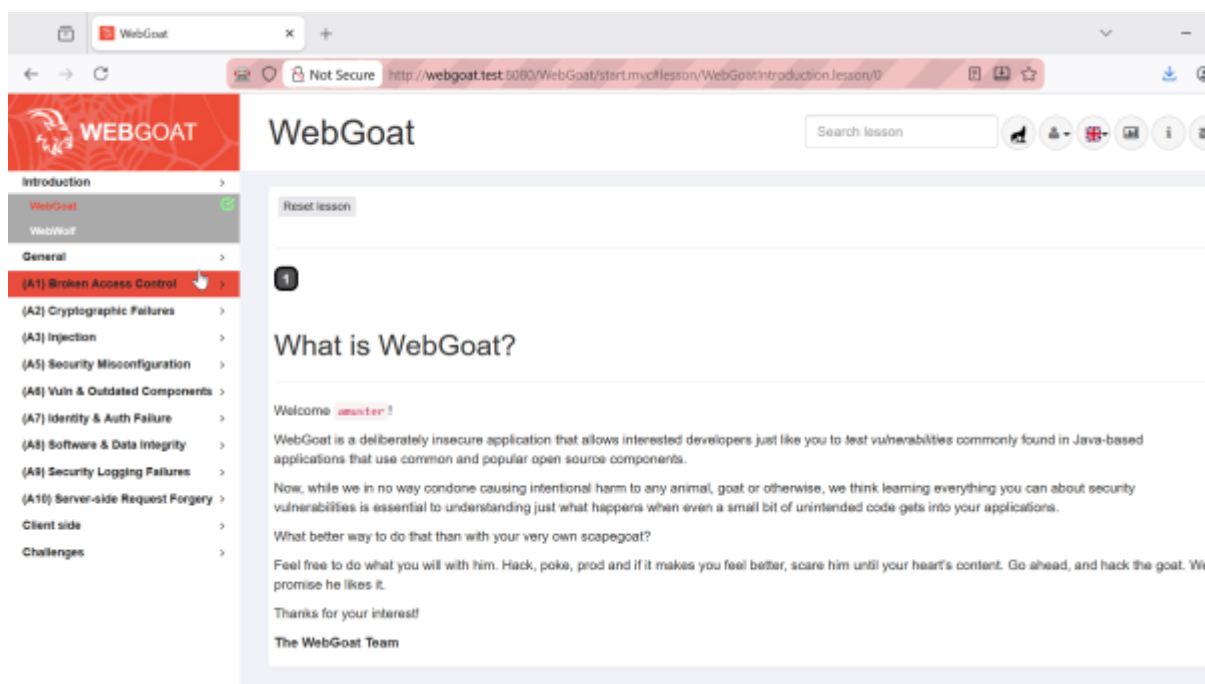 WebGoat
Not Secure http://webgoat.test:8080/WebGoat/start.mvc#lesson/WebGoatIntroduction.lesson/0
WEBGOAT
WebGoat
Search lesson
Introduction
WebGoat
WebWolf
General
(A1) Broken Access Control
(A2) Cryptographic Failures
(A3) Injection
(A5) Security Misconfiguration
(A6) Vuln & Outdated Components
(A7) Identity & Auth Failure
(A8) Software & Data Integrity
(A9) Security Logging Failures
(A10) Server-side Request Forgery
Client side
Challenges
Reset lesson
1
What is WebGoat?
Welcome amuster!
WebGoat is a deliberately insecure application that allows interested developers just like you to test vulnerabilities commonly found in Java-based
applications that use common and popular open source components.
Now, while we in no way condone causing intentional harm to any animal, goat or otherwise, we think learning everything you can about security
vulnerabilities is essential to understanding just what happens when even a small bit of unintended code gets into your applications.
What better way to do that than with your very own scapegoat?
Feel free to do what you will with him. Hack, poke, prod and if it makes you feel better, scare him until your heart's content. Go ahead, and hack the goat. We
promise he likes it.
Thanks for your interest!
The WebGoat Team